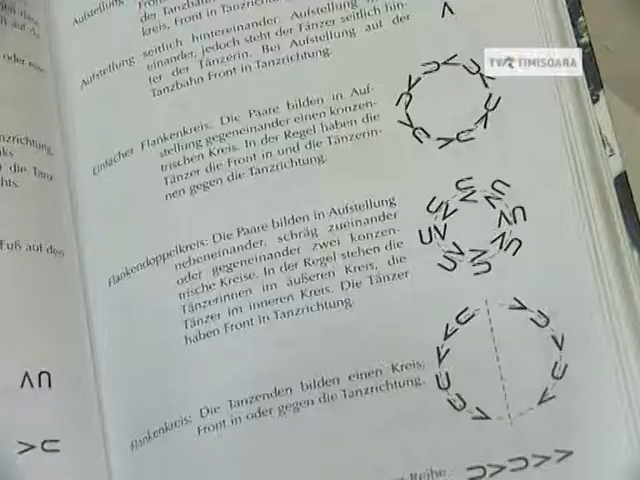 der Tanzbahn
kreis, Front in Tanzrichtung.
Aufstellung seitlich hintereinander: Aufstellung
einander, jedoch steht der Tänzer seitlich hin-
ter der Tänzerin. Bei Aufstellung auf der
Tanzbahn Front in Tanzrichtung.
TVR TIMISOARA
Einfacher Flankenkreis: Die Paare bilden in Auf-
stellung gegeneinander einen konzen-
trischen Kreis. In der Regel haben die
Tänzer die Front in und die Tänzerin-
nen gegen die Tanzrichtung.
Flankendoppelkreis: Die Paare bilden in Aufstellung
nebeneinander, schräg zueinander
oder gegeneinander zwei konzen-
trische Kreise. In der Regel stehen die
Tänzerinnen im äußeren Kreis, die
Tänzer im inneren Kreis. Die Tänzer
haben Front in Tanzrichtung.
Flankenkreis: Die Tanzenden bilden einen Kreis,
Front in oder gegen die Tanzrichtung.
Reihe
oder
die Tanz
Fuß auf den